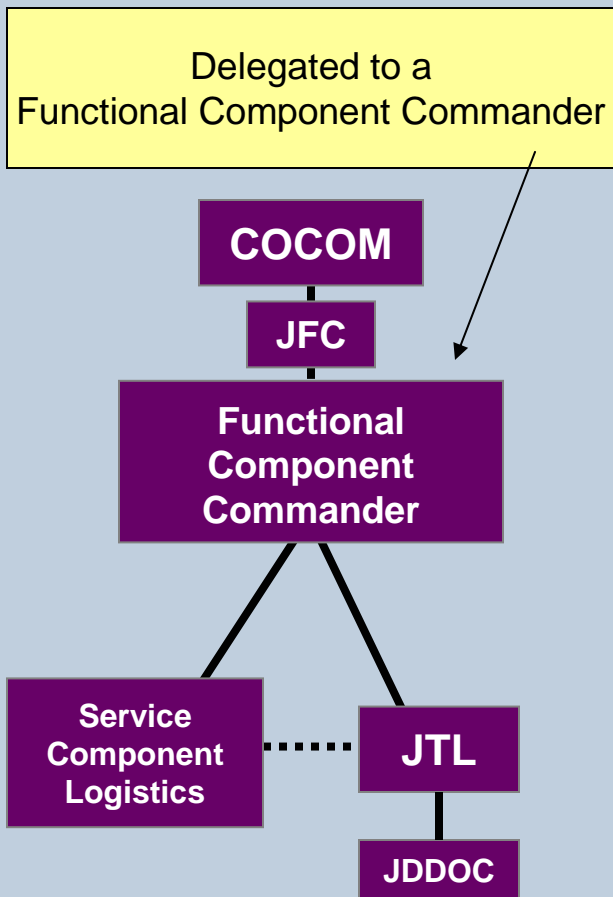 Delegated to a
Functional Component Commander
COCOM
JFC
Functional
Component
Commander
Service
Component
Logistics
JTL
JDDOC